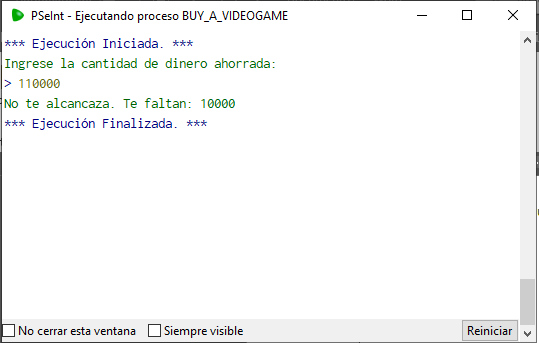 PSeInt - Ejecutando proceso BUY_A_VIDEOGAME
*** Ejecución Iniciada. ***
Ingrese la cantidad de dinero ahorrada:
> 110000
No te alcancaza. Te faltan: 10000
*** Ejecución Finalizada. ***
No cerrar esta ventana Siempre visible Reiniciar